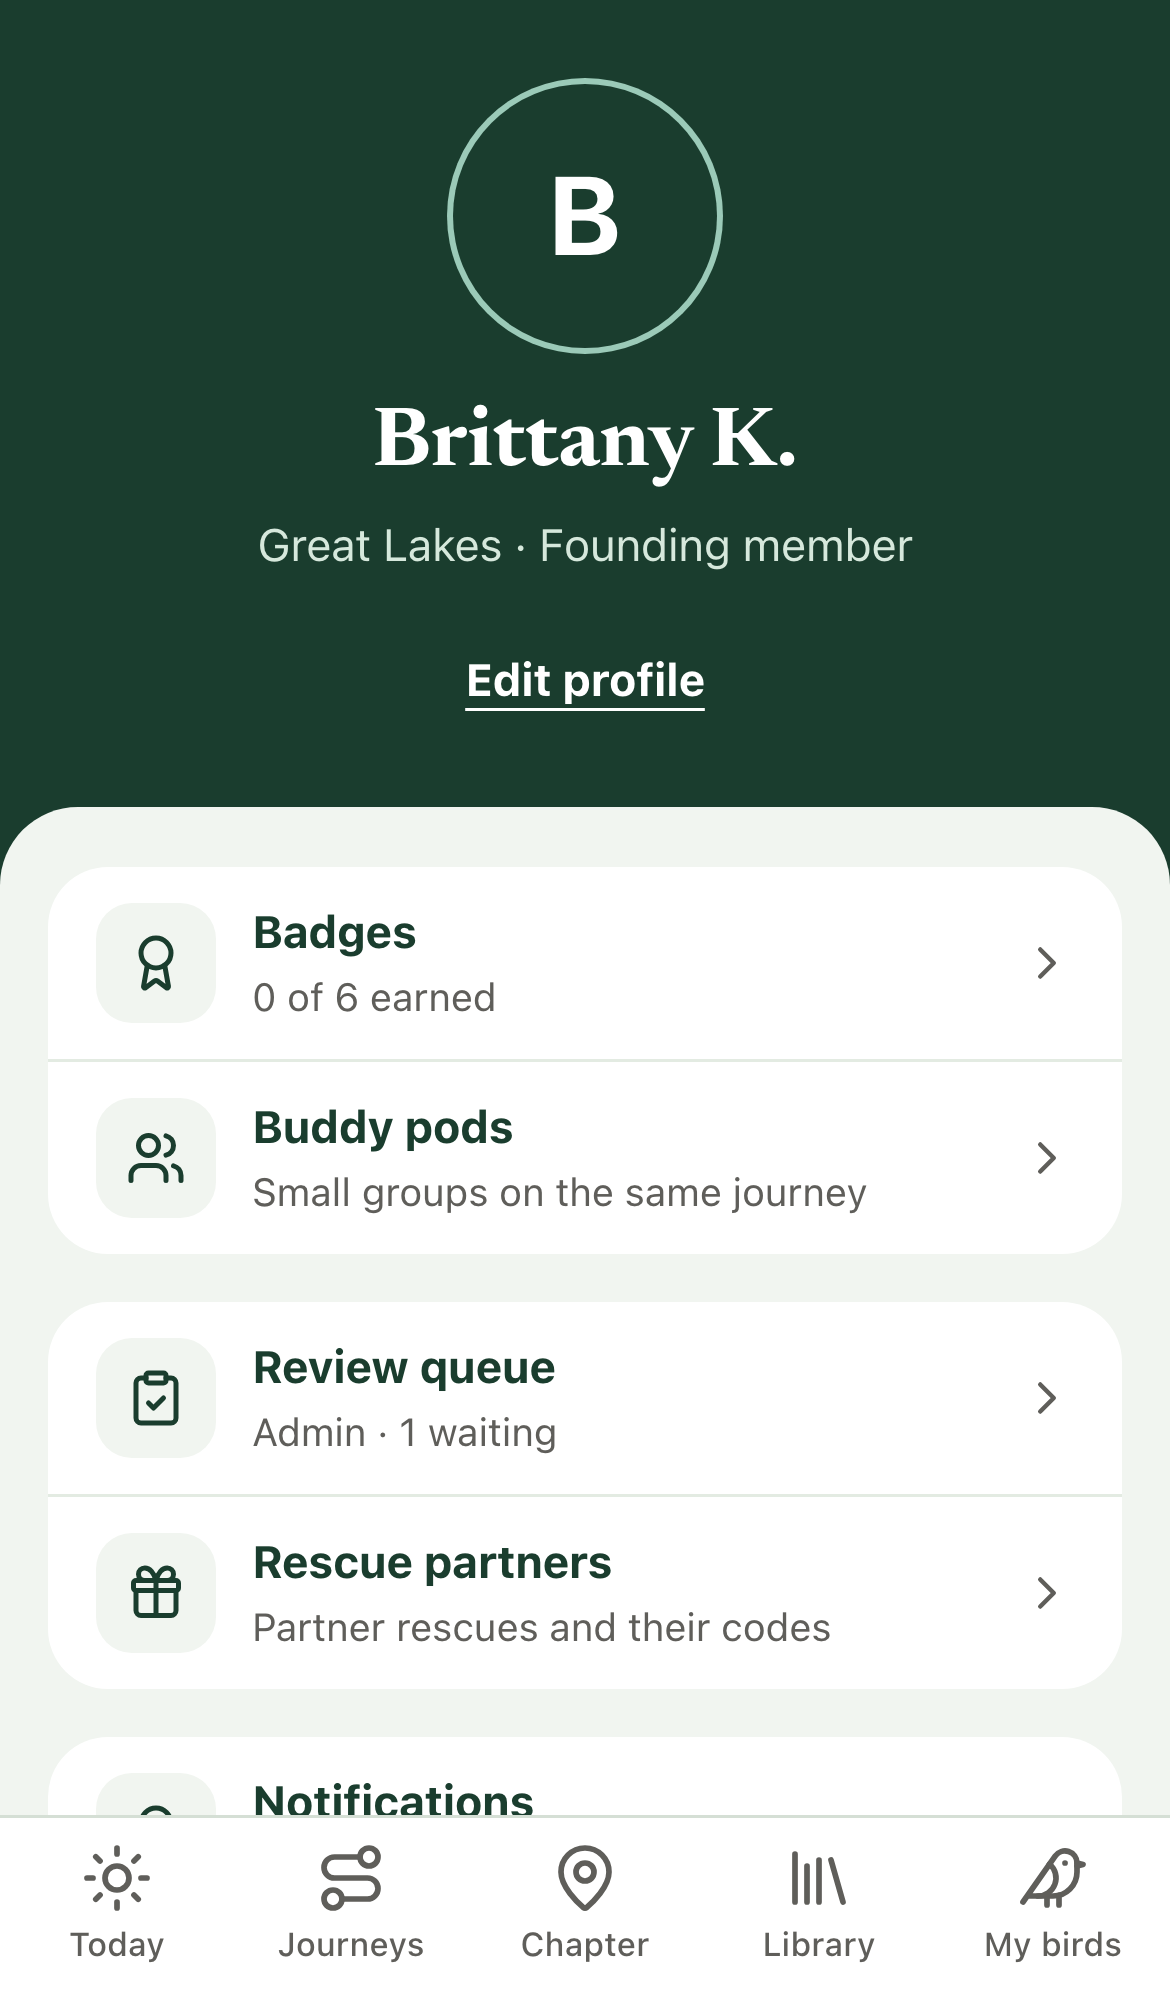 B
Brittany K.
Great Lakes · Founding member
Edit profile
Badges
0 of 6 earned
Buddy pods
Small groups on the same journey
Review queue
Admin · 1 waiting
Rescue partners
Partner rescues and their codes
Notifications
Today
Journeys
Chapter
Library
My birds